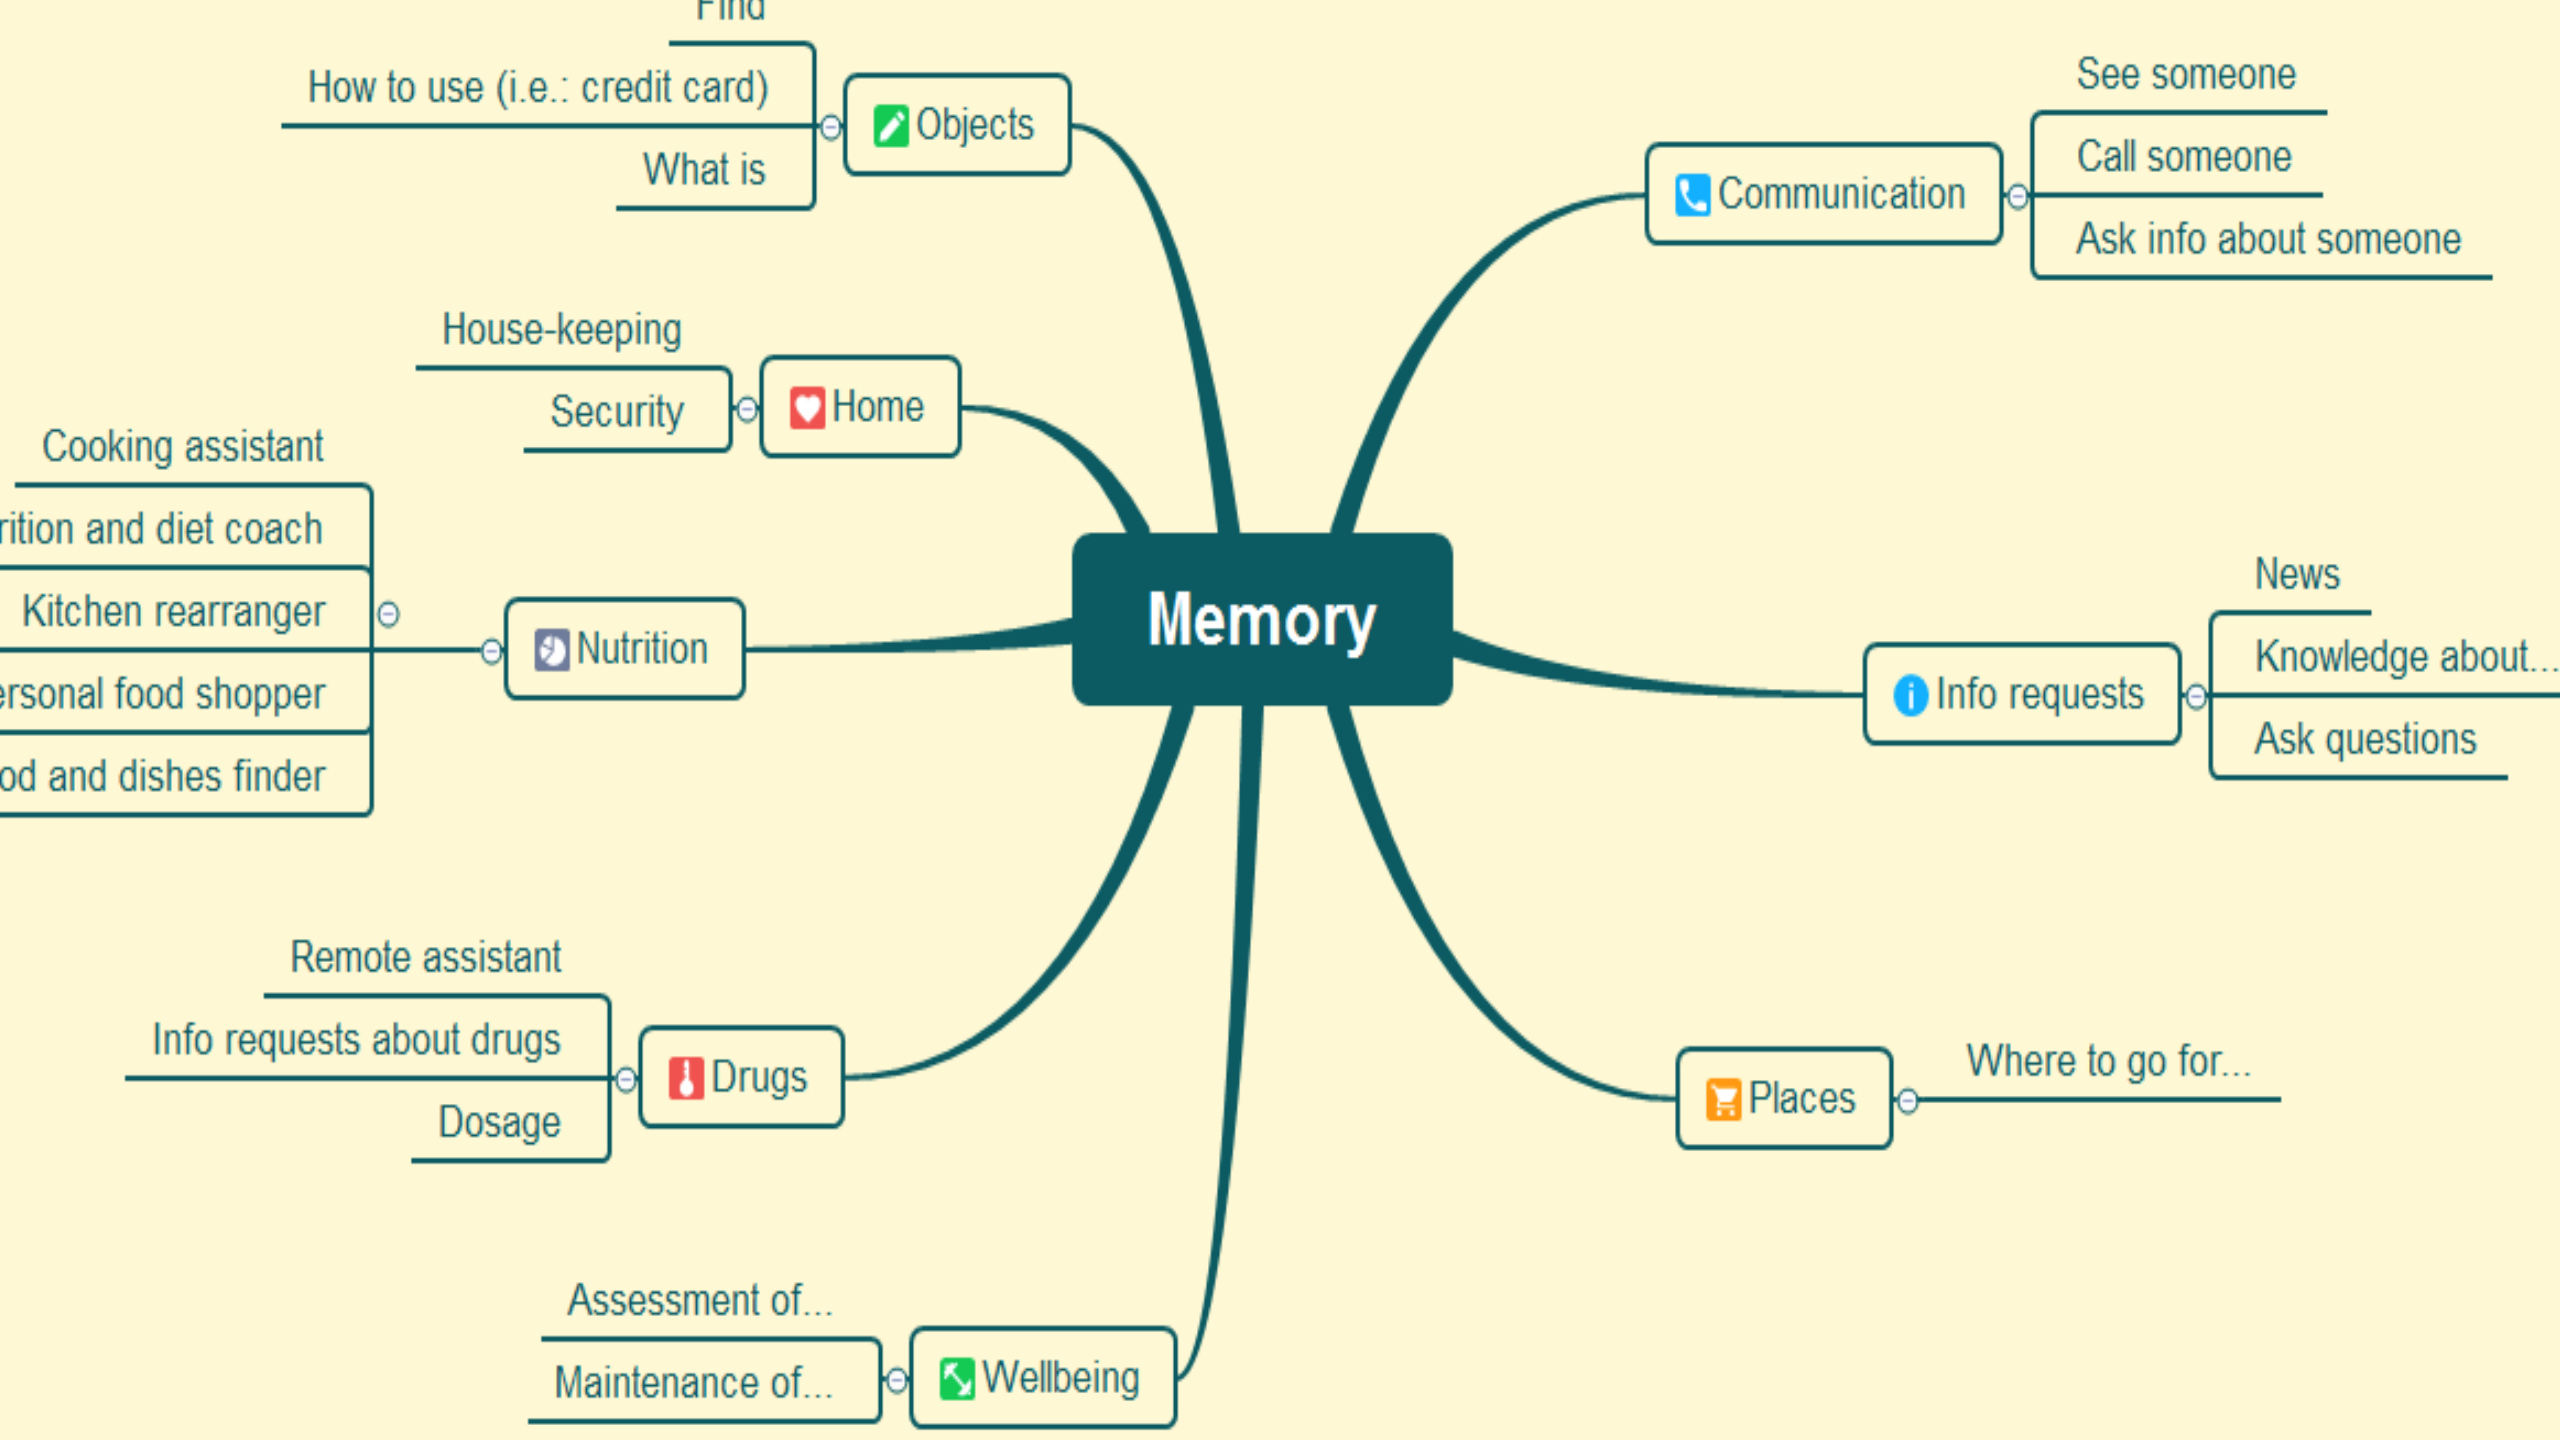 Find
How to use (i.e.: credit card)
What is
Objects
House-keeping
Security
Home
Cooking assistant
and diet coach
Kitchen rearranger
food shopper
and dishes finder
Nutrition
Remote assistant
Info requests about drugs
Dosage
Drugs
Assessment of...
Maintenance of...
Wellbeing
Memory
Communication
See someone
Call someone
Ask info about someone
Info requests
News
Knowledge about...
Ask questions
Places
Where to go for...